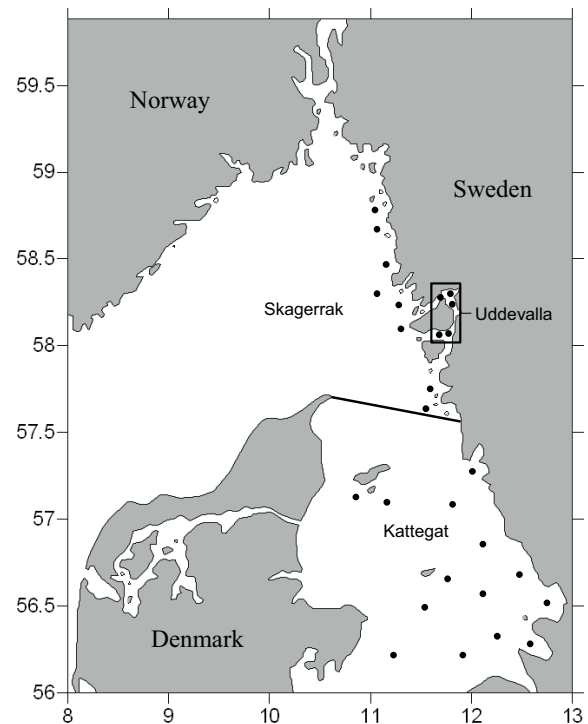 59.5
Norway
59
Sweden
58.5
Skagerrak
Uddevalla
58
57.5
57
Kattegat
56.5
Denmark
56
8 9 10 11 12 13